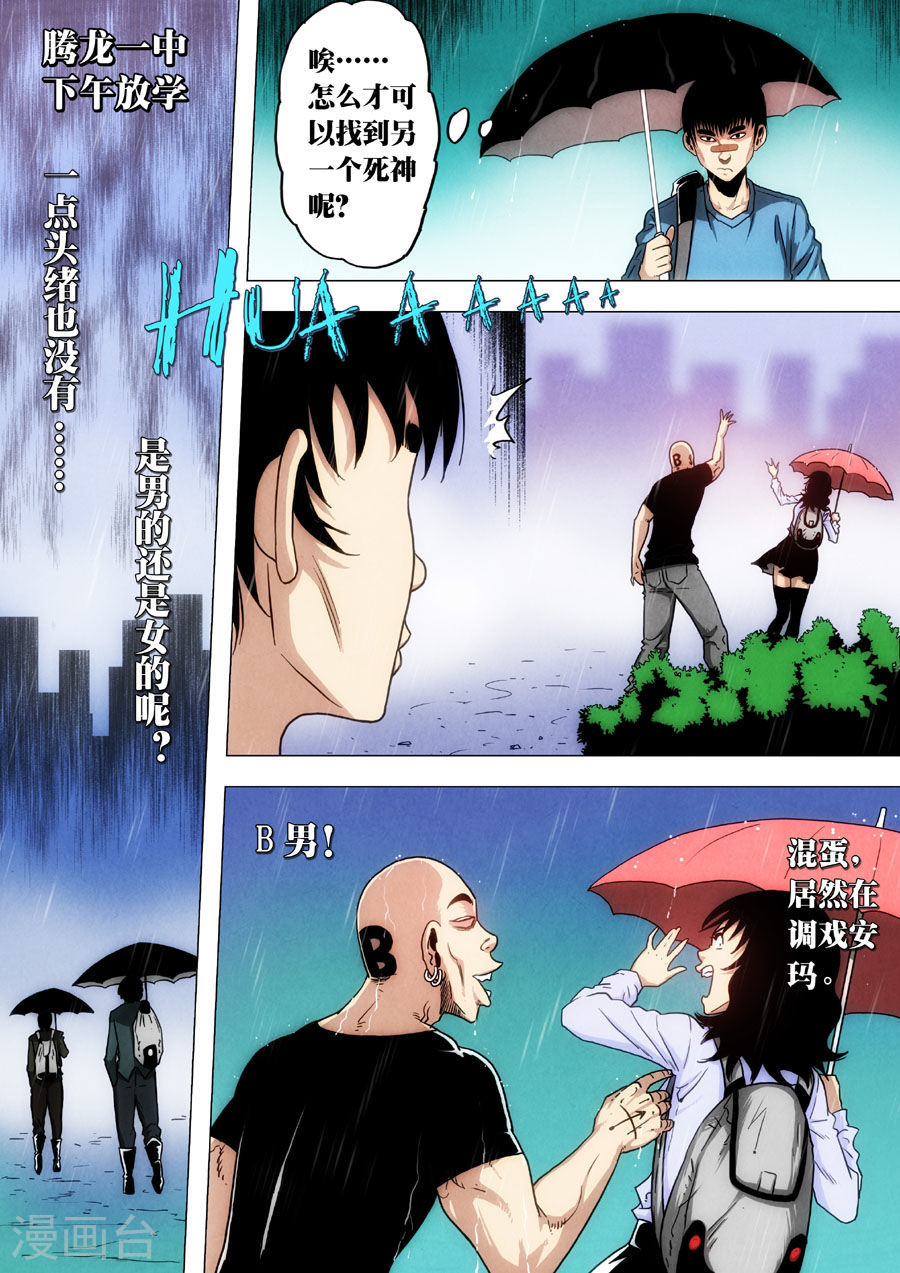 腾龙一中
下午放学
一点头绪也没有……
是男的还是女的呢？
唉……
怎么才可
以找到另
一个死神
呢？
HUA A A A A A
B
B男！
B
混蛋，
居然在
调戏安
玛。
漫画台